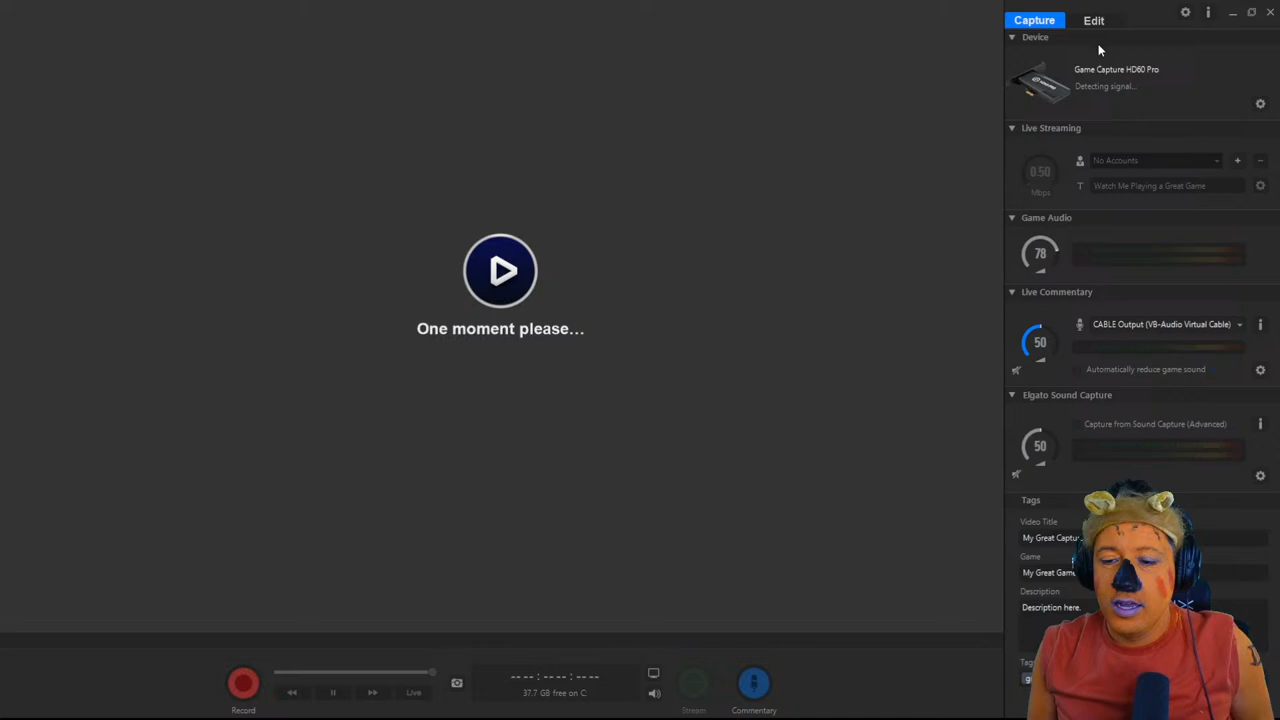 Capture Edit
Device
Game Capture HD60 Pro
Detecting signal...
Live Streaming
0.50
Mbps
No Accounts
T Watch Me Playing a Great Game
Game Audio
78
One moment please...
Live Commentary
CABLE Output (VB-Audio Virtual Cable)
50
Automatically reduce game sound
Elgato Sound Capture
Capture from Sound Capture (Advanced)
50
Tags
Video Title
My Great Captur
Game
My Great Game
Description
Description here.
Tags
Live
--:--:--:--
37.7 GB free on C:
Record
Stream
Commentary